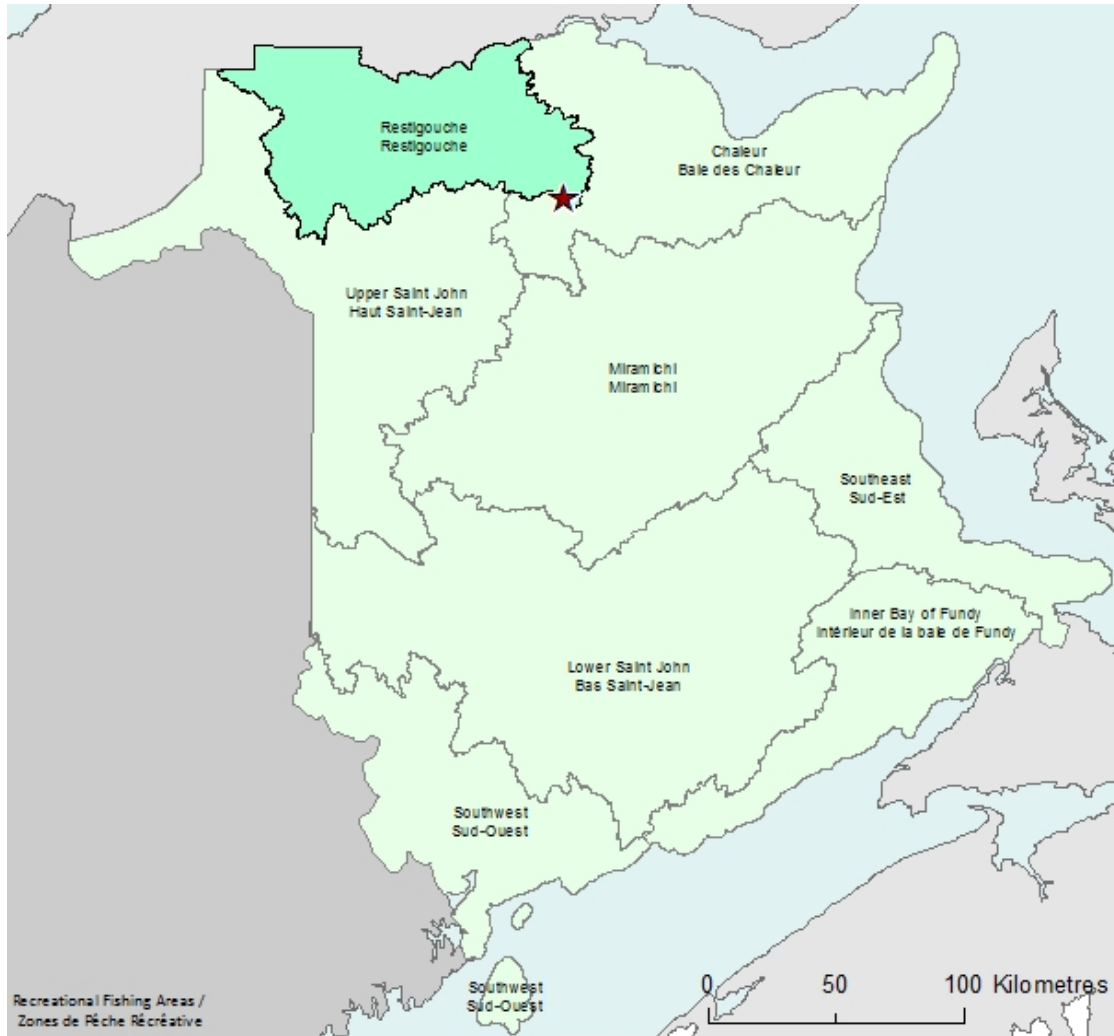 Restigouche
Restigouche
Chaleur
Baie des Chaleur
Upper Saint John
Haut Saint-Jean
Miramichi
Miramichi
Southeast
Sud-Est
Inner Bay of Fundy
Intérieur de la baie de Fundy
Lower Saint John
Bas Saint-Jean
Southwest
Sud-Ouest
Southwest
Sud-Ouest
0 50 100 Kilometres
Recreational Fishing Areas /
Zones de Pêche Récréative